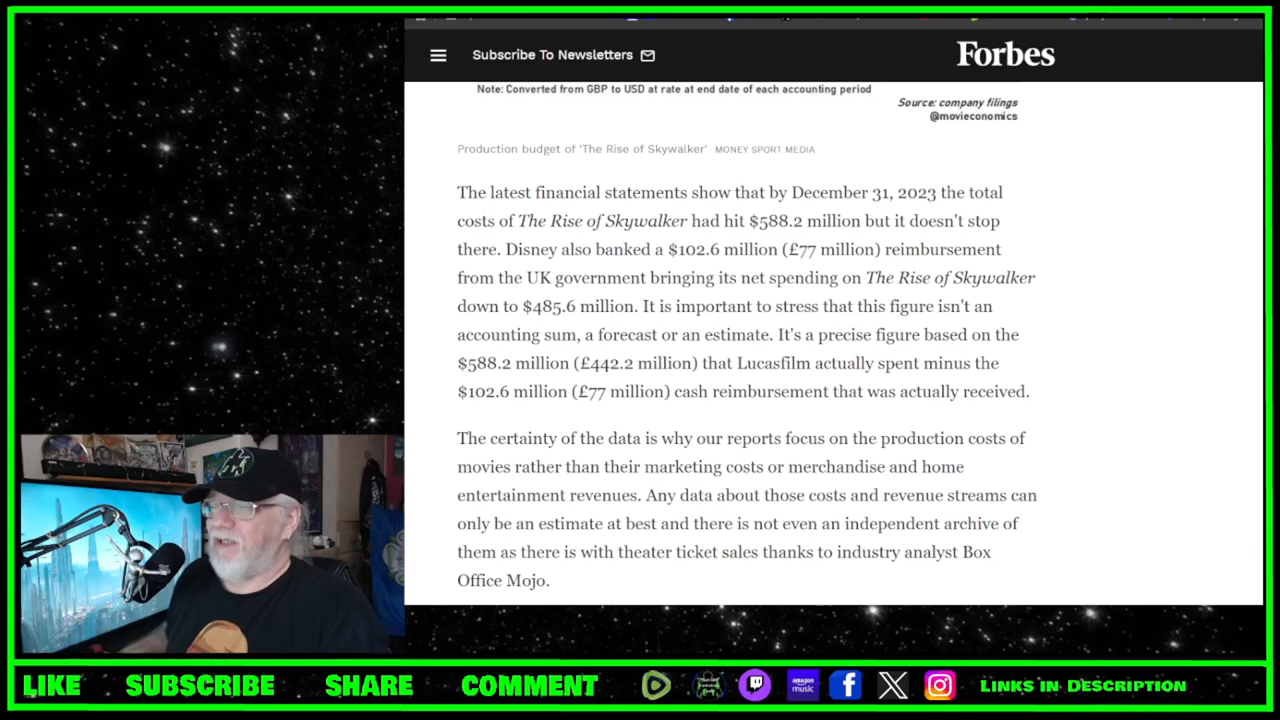 Subscribe To Newsletters
Forbes
Note: Converted from GBP to USD at rate at end date of each accounting period
Source: company filings
@movieconomics
Production budget of 'The Rise of Skywalker' MONEY SPORT MEDIA
The latest financial statements show that by December 31, 2023 the total
costs of The Rise of Skywalker had hit $588.2 million but it doesn't stop
there. Disney also banked a $102.6 million (£77 million) reimbursement
from the UK government bringing its net spending on The Rise of Skywalker
down to $485.6 million. It is important to stress that this figure isn't an
accounting sum, a forecast or an estimate. It's a precise figure based on the
$588.2 million (£442.2 million) that Lucasfilm actually spent minus the
$102.6 million (£77 million) cash reimbursement that was actually received.
The certainty of the data is why our reports focus on the production costs of
movies rather than their marketing costs or merchandise and home
entertainment revenues. Any data about those costs and revenue streams can
only be an estimate at best and there is not even an independent archive of
them as there is with theater ticket sales thanks to industry analyst Box
Office Mojo.
LIKE SUBSCRIBE SHARE COMMENT amazon music Links in Description